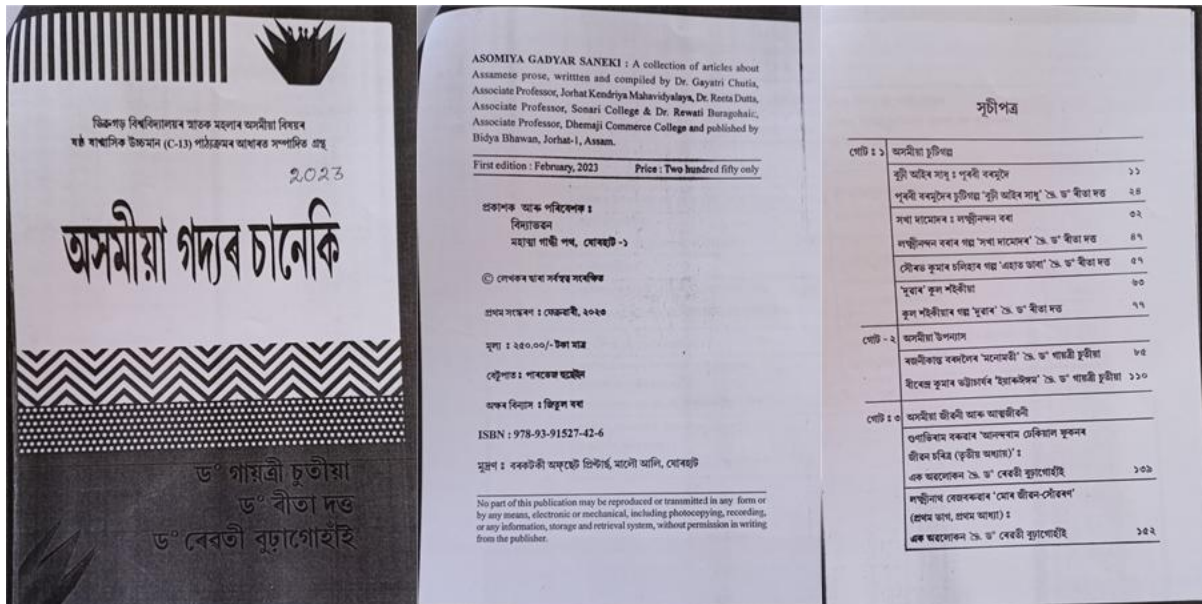 ডিব্ৰুগড় বিশ্ববিদ্যালয়ৰ স্নাতক মহলাৰ অসমীয়া বিষয়ৰ
ষষ্ঠ ষাণ্মাসিক উচ্চমান (C-13) পাঠ্যক্ৰমৰ আধাৰত সম্পাদিত গ্ৰন্থ
2023
অসমীয়া গদ্যৰ চানেকি
ড° গায়ত্ৰী চুতীয়া
ড° ৰীতা দত্ত
ড° ৰেৱতী বুঢ়াগোহাঁই
ASOMIYA GADYAR SANEKI : A collection of articles about
Assamese prose, writtten and compiled by Dr. Gayatri Chutia,
Associate Professor, Jorhat Kendriya Mahavidyalaya, Dr. Reeta Dutta,
Associate Professor, Sonari College & Dr. Rewati Buragohaic,
Associate Professor, Dhemaji Commerce College and published by
Bidya Bhawan, Jorhat-1, Assam.
First edition : February, 2023 Price : Two hundred fifty only
প্ৰকাশক আৰু পৰিবেশক :
বিদ্যাভৱন
মহাত্মা গান্ধী পথ, যোৰহাট -১
© লেখকৰ দ্বাৰা সৰ্বস্বত্ব সংৰক্ষিত
প্ৰথম সংস্কৰণ : ফেব্ৰুৱাৰী, ২০২৩
মূল্য : ২৫০.০০/- টকা মাত্ৰ
বেটুপাত : পাৰভেজ হুছেইন
অক্ষৰ বিন্যাস : জিতুল বৰা
ISBN : 978-93-91527-42-6
মুদ্ৰণ : বৰকটকী অফ্‌ছেট প্ৰিণ্টাৰ্ছ, মালৌ আলি, যোৰহাট
No part of this publication may be reproduced or transmitted in any form or
by any means, electronic or mechanical, including photocopying, recording,
or any information, storage and retrieval system, without permission in writing
from the publisher.
সূচীপত্ৰ
গোট : ১ অসমীয়া চুটিগল্প
বুঢ়ী আইৰ সাধু : পূৰবী বৰমুদৈ ১১
পূৰবী বৰমুদৈৰ চুটিগল্প 'বুঢ়ী আইৰ সাধু' ড° ৰীতা দত্ত ২৪
সখা দামোদৰ : লক্ষ্মীনন্দন বৰা ৩২
লক্ষ্মীনন্দন বৰাৰ গল্প 'সখা দামোদৰ' ড° ৰীতা দত্ত ৪৭
সৌৰভ কুমাৰ চলিহাৰ গল্প 'এহাত ডাবা' ড° ৰীতা দত্ত ৫৭
'দুৱাৰ' কুল শইকীয়া ৬৩
কুল শইকীয়াৰ গল্প 'দুৱাৰ' ড° ৰীতা দত্ত ৭৭
গোট - ২ অসমীয়া উপন্যাস
ৰজনীকান্ত বৰদলৈৰ 'মনোমতী' ড° গায়ত্ৰী চুতীয়া ৮৫
বীৰেন্দ্ৰ কুমাৰ ভট্টাচাৰ্যৰ 'ইয়াৰুইঙ্গম' ড° গায়ত্ৰী চুতীয়া ১১০
গোট : ৩ অসমীয়া জীৱনী আৰু আত্মজীৱনী
গুণাভিৰাম বৰুৱাৰ 'আনন্দৰাম ঢেকিয়াল ফুকনৰ
জীৱন চৰিত্ৰ (তৃতীয় অধ্যায়)' :
এক অৱলোকন ড° ৰেৱতী বুঢ়াগোহাঁই ১৩৯
লক্ষ্মীনাথ বেজবৰুৱাৰ 'মোৰ জীৱন-সোঁৱৰণ'
(প্ৰথম ভাগ, প্ৰথম আধ্যা) :
এক অৱলোকন ড° ৰেৱতী বুঢ়াগোহাঁই ১৫২